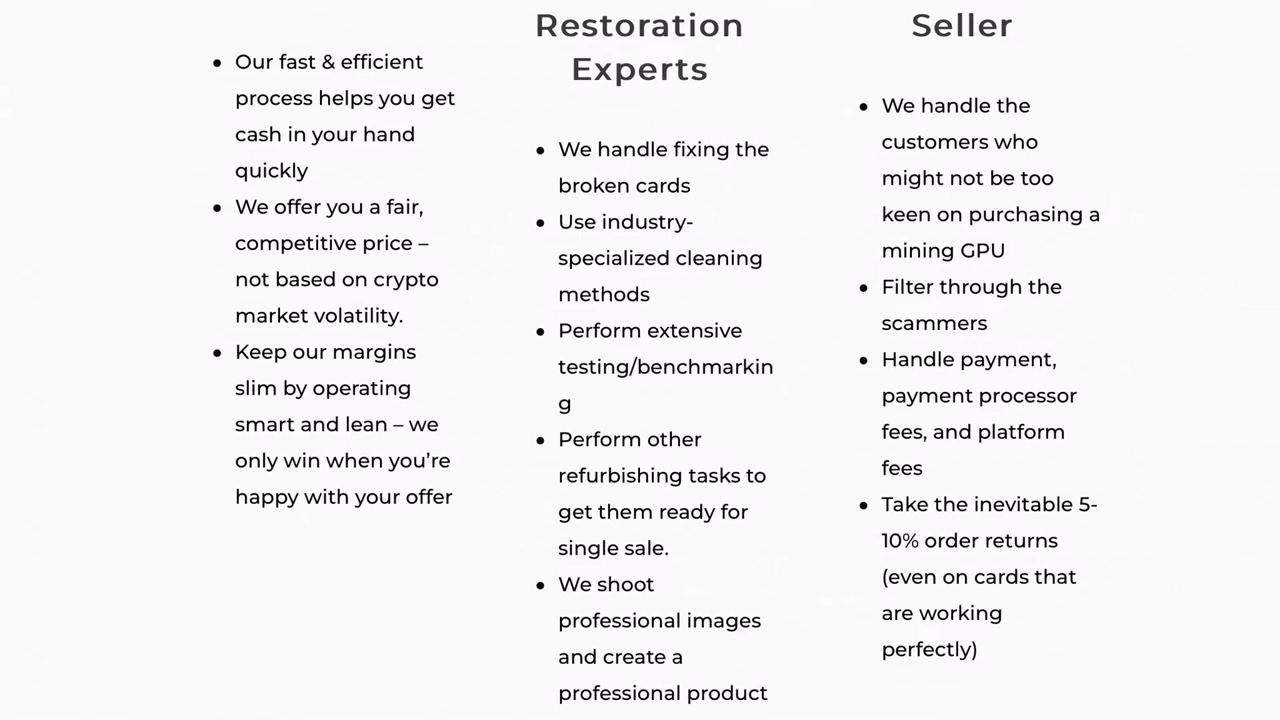 Our fast & efficient
process helps you get
cash in your hand
quickly
We offer you a fair,
competitive price –
not based on crypto
market volatility.
Keep our margins
slim by operating
smart and lean – we
only win when you’re
happy with your offer
Restoration
Experts
We handle fixing the
broken cards
Use industry-
specialized cleaning
methods
Perform extensive
testing/benchmarkin
g
Perform other
refurbishing tasks to
get them ready for
single sale.
We shoot
professional images
and create a
professional product
Seller
We handle the
customers who
might not be too
keen on purchasing a
mining GPU
Filter through the
scammers
Handle payment,
payment processor
fees, and platform
fees
Take the inevitable 5-
10% order returns
(even on cards that
are working
perfectly)